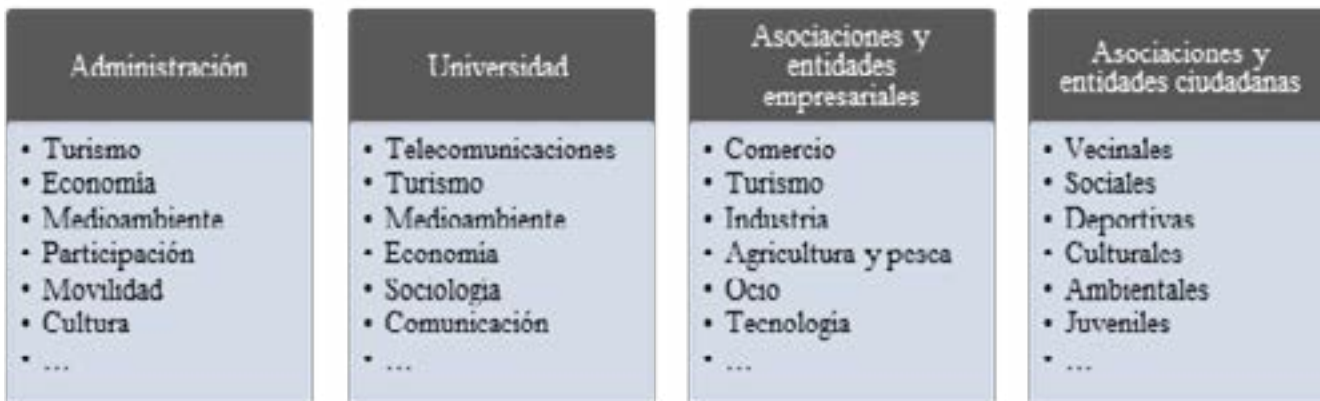 Administración
• Turismo
• Economía
• Medioambiente
• Participación
• Movilidad
• Cultura
• ...
Universidad
• Telecomunicaciones
• Turismo
• Medioambiente
• Economía
• Sociología
• Comunicación
• ...
Asociaciones y
entidades
empresariales
• Comercio
• Turismo
• Industria
• Agricultura y pesca
• Ocio
• Tecnología
• ...
Asociaciones y
entidades ciudadanas
• Vecinales
• Sociales
• Deportivas
• Culturales
• Ambientales
• Juveniles
• ...